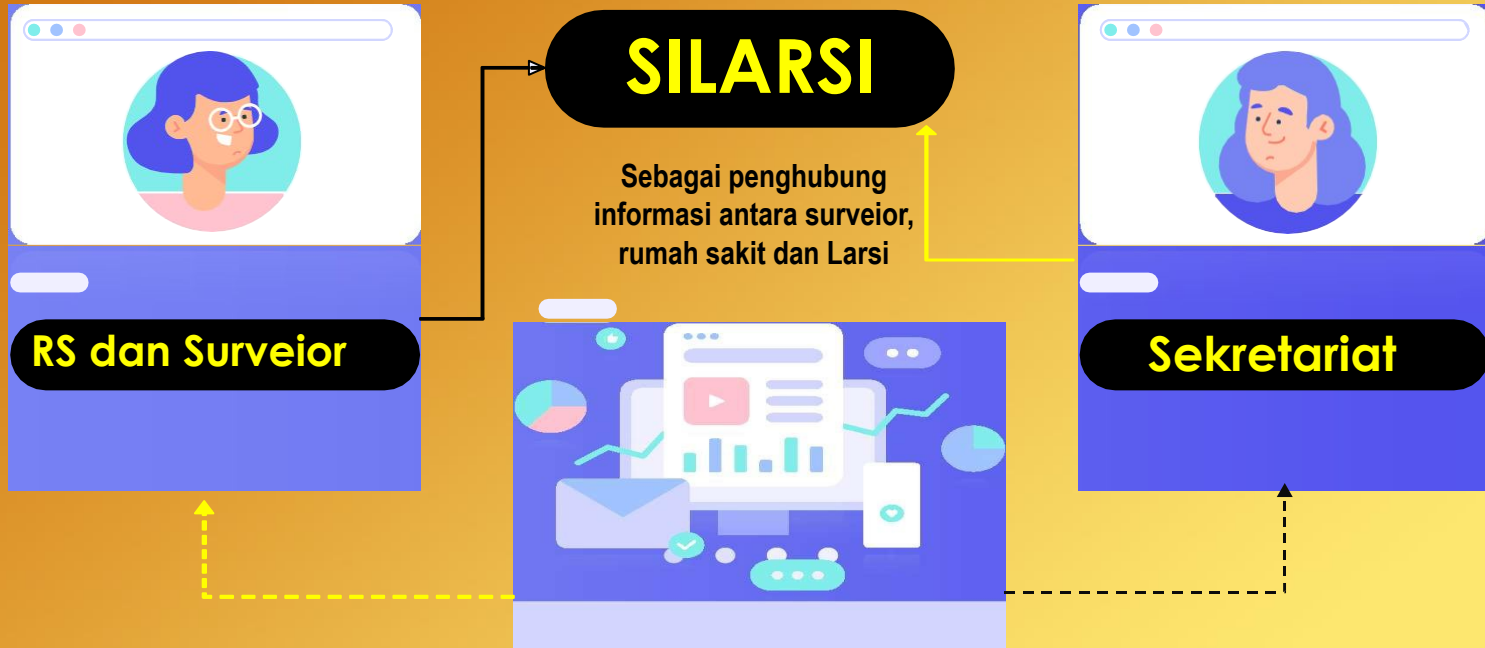 SILARSI
Sebagai penghubung
informasi antara surveior,
rumah sakit dan Larsi
RS dan Surveior
Sekretariat